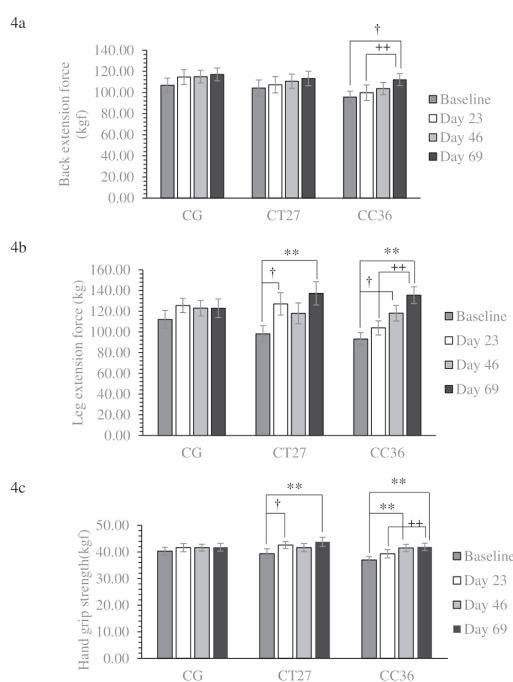 4a
†
++
140.00
120.00
100.00
80.00
60.00
40.00
20.00
0.00
Back extension force
(kgf)
CG
CT27
CC36
Baseline
Day 23
Day 46
Day 69
4b
**
†
**
++
†
160.00
140.00
120.00
100.00
80.00
60.00
40.00
20.00
0.00
Leg extension force (kg)
CG
CT27
CC36
Baseline
Day 23
Day 46
Day 69
4c
**
†
**
**
++
50.00
40.00
30.00
20.00
10.00
0.00
Hand grip strength(kgf)
CG
CT27
CC36
Baseline
Day 23
Day 46
Day 69